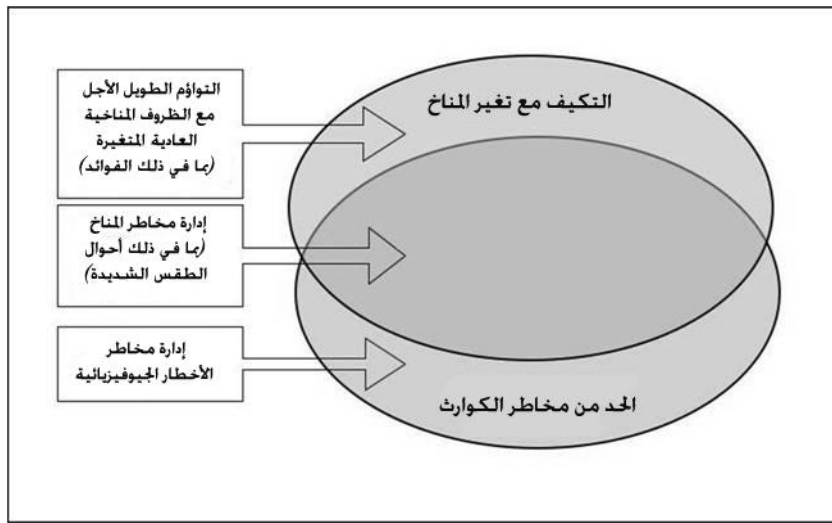 التواؤم الطويل الأجل
مع الظروف المناخية
العادية المتغيرة
(بما في ذلك الفوائد)
التكيف مع تغير المناخ
إدارة مخاطر المناخ
(بما في ذلك أحوال
الطقس الشديدة)
إدارة مخاطر
الأخطار الجيوفيزيائية
الحد من مخاطر الكوارث